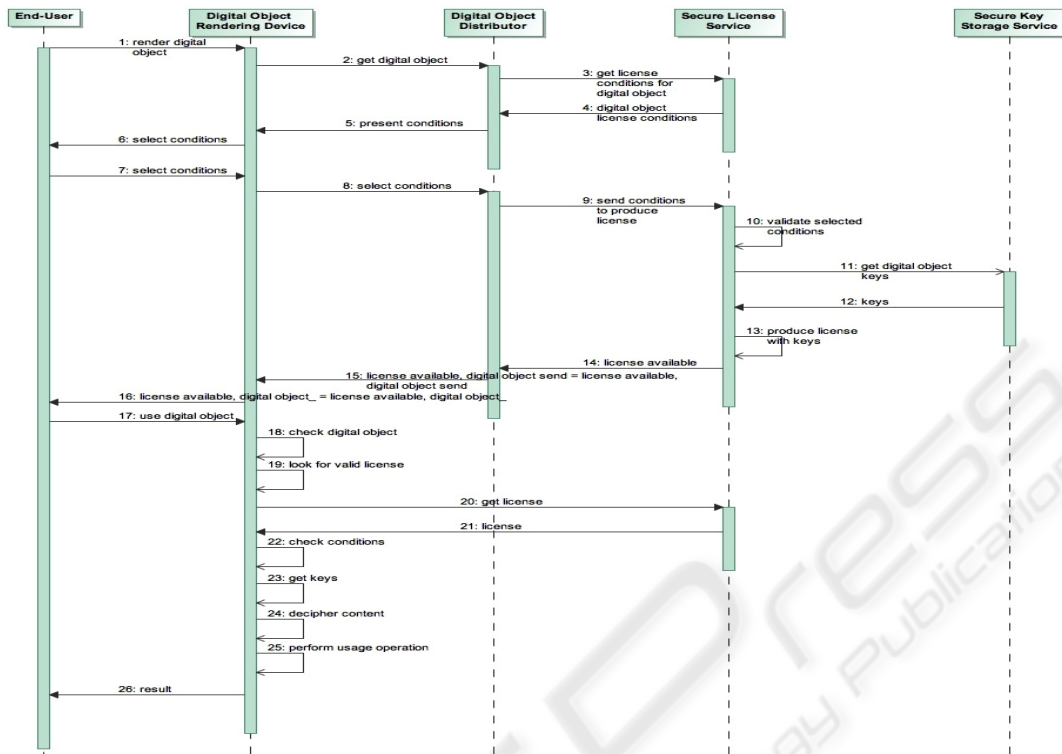 End-User
Digital Object
Rendering Device
Digital Object
Distributor
Secure License
Service
Secure Key
Storage Service
1: render digital
object
2: get digital object
3: get license
conditions for
digital object
4: digital object
license conditions
5: present conditions
6: select conditions
7: select conditions
8: select conditions
9: send conditions
to produce
license
10: validate selected
conditions
11: get digital object
keys
12: keys
13: produce license
with keys
14: license available
15: license available, digital object send = license available,
digital object send
16: license available, digital object_ = license available, digital object_
17: use digital object
18: check digital object
19: look for valid license
20: get license
21: license
22: check conditions
23: get keys
24: decipher content
25: perform usage operation
26: result
Press
gy Publication